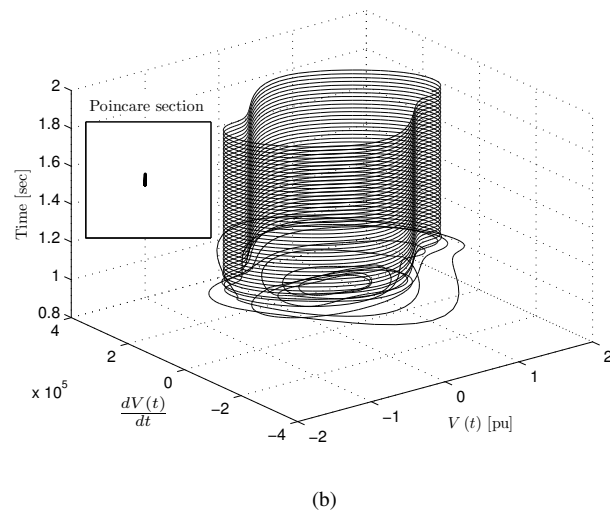 Poincare section
Time [sec]
2
1.8
1.6
1.4
1.2
1
0.8
4
2
0
−2
−4
x 10^5
dV(t)
dt
−2
−1
0
1
2
V (t) [pu]
(b)